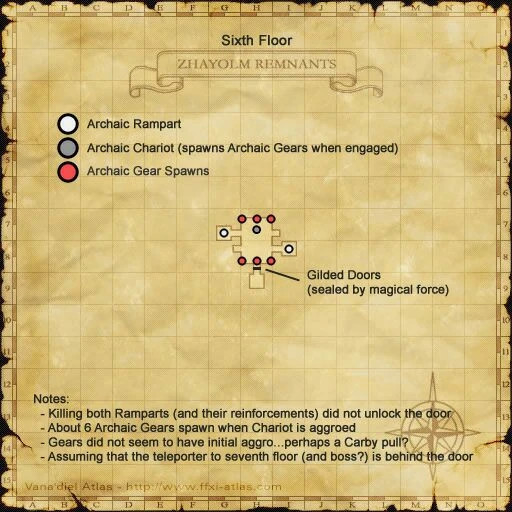 A B C D E F G H I J K L M N O
Sixth Floor
ZHAYOLM REMNANTS
Archaic Rampart
Archaic Chariot (spawns Archaic Gears when engaged)
Archaic Gear Spawns
Gilded Doors
(sealed by magical force)
Notes:
- Killing both Ramparts (and their reinforcements) did not unlock the door
- About 6 Archaic Gears spawn when Chariot is aggroed
- Gears did not seem to have initial aggro...perhaps a Carby pull?
- Assuming that the teleporter to seventh floor (and boss?) is behind the door
Vana'diel Atlas - http://www.ffxi-atlas.com